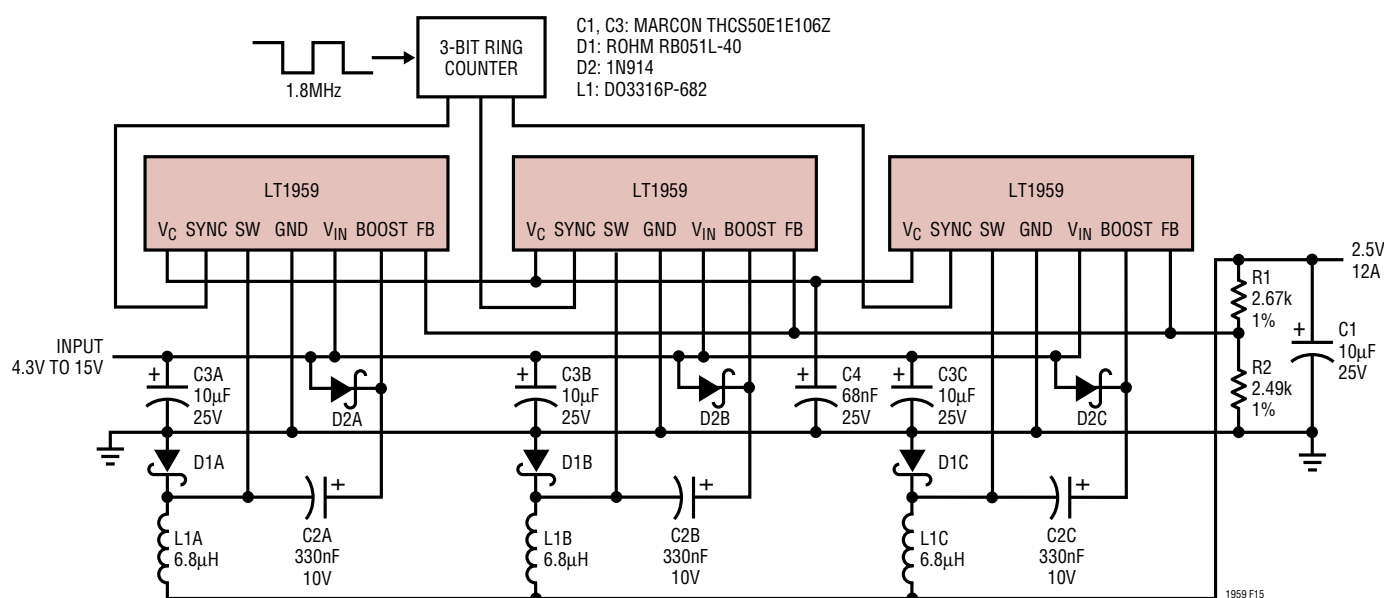 3-BIT RING
COUNTER
1.8MHz
C1, C3: MARCON THCS50E1E106Z
D1: ROHM RB051L-40
D2: 1N914
L1: DO3316P-682
LT1959
VC SYNC SW GND VIN BOOST FB
LT1959
VC SYNC SW GND VIN BOOST FB
LT1959
VC SYNC SW GND VIN BOOST FB
2.5V
12A
R1
2.67k
1%
+
C1
10µF
25V
R2
2.49k
1%
INPUT
4.3V TO 15V
+
C3A
10µF
25V
D2A
+
C3B
10µF
25V
D2B
+
C4
68nF
25V
+
C3C
10µF
25V
D2C
D1A
+
C2A
330nF
10V
L1A
6.8µH
D1B
+
C2B
330nF
10V
L1B
6.8µH
D1C
+
C2C
330nF
10V
L1C
6.8µH
1959 F15